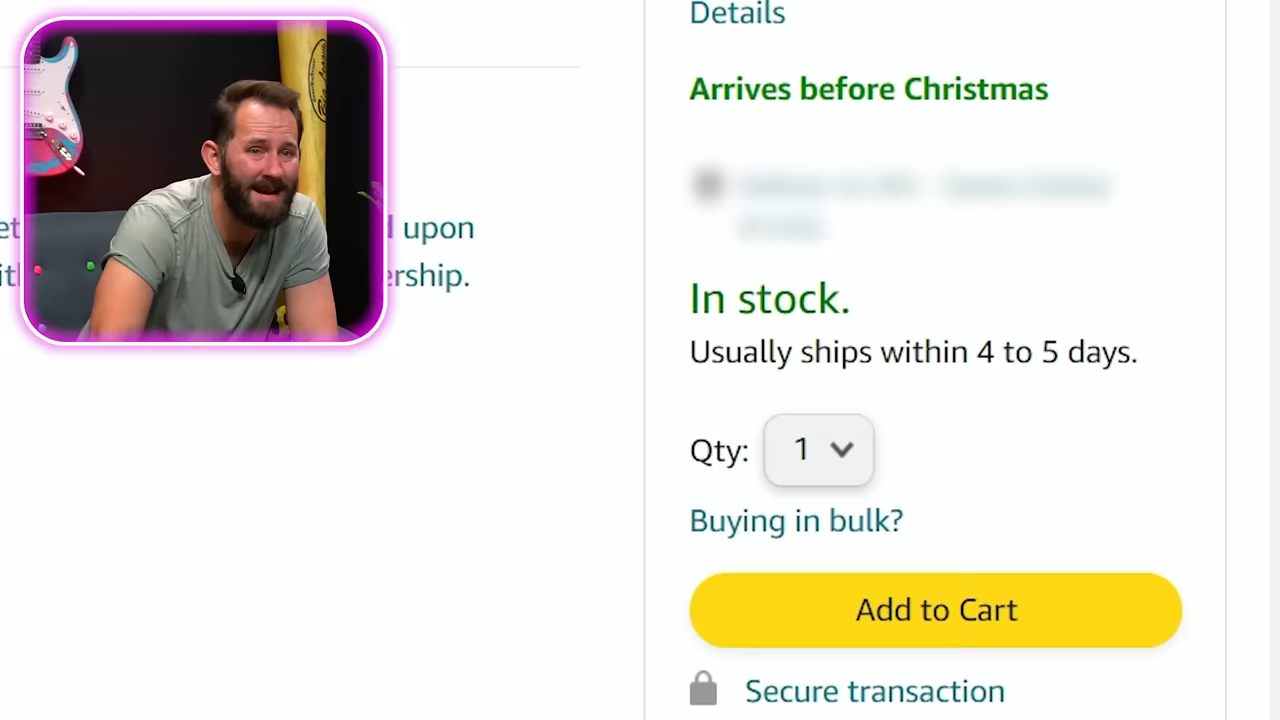 Details
Arrives before Christmas
upon
ership.
In stock.
Usually ships within 4 to 5 days.
Qty: 1
Buying in bulk?
Add to Cart
Secure transaction